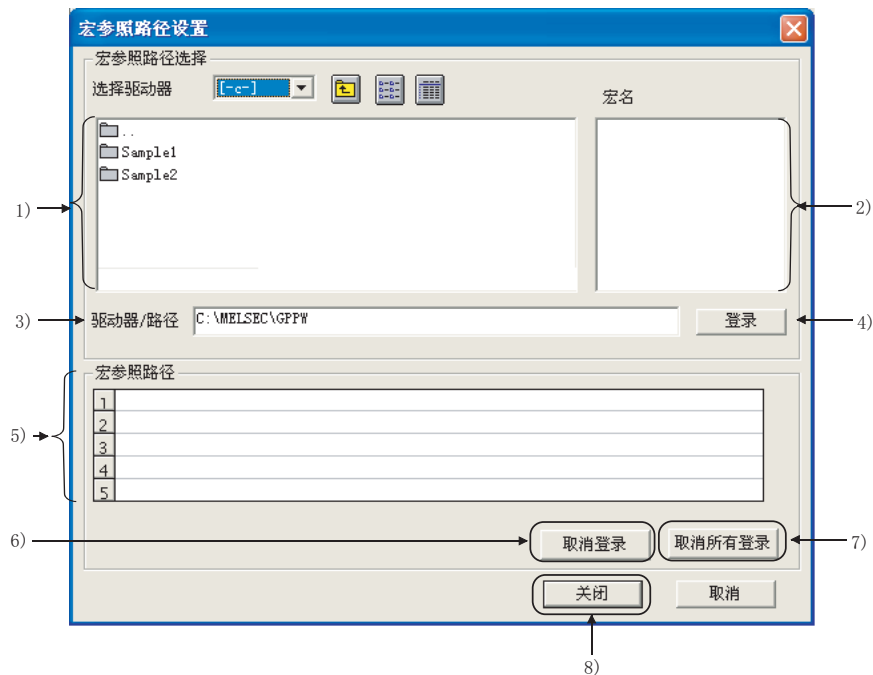 宏参照路径设置
宏参照路径选择
选择驱动器 [-c-]
宏名
..
Sample1
Sample2
1)
2)
3) 驱动器/路径 C:\MELSEC\GPPW 登录 4)
宏参照路径
1
2
5)
3
4
5
6) 取消登录 取消所有登录 7)
关闭 取消
8)